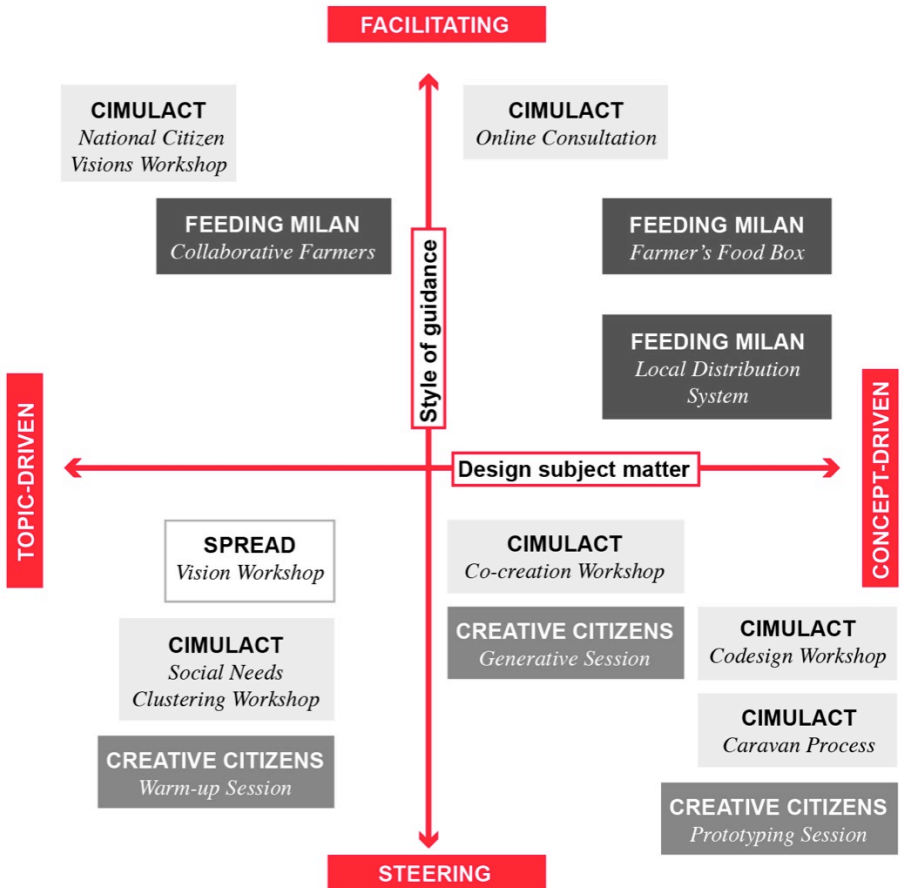 FACILITATING
CIMULACT
National Citizen
Visions Workshop
CIMULACT
Online Consultation
FEEDING MILAN
Collaborative Farmers
FEEDING MILAN
Farmer's Food Box
Style of guidance
FEEDING MILAN
Local Distribution
System
TOPIC-DRIVEN
Design subject matter
CONCEPT-DRIVEN
SPREAD
Vision Workshop
CIMULACT
Co-creation Workshop
CIMULACT
Social Needs
Clustering Workshop
CREATIVE CITIZENS
Generative Session
CIMULACT
Codesign Workshop
CIMULACT
Caravan Process
CREATIVE CITIZENS
Warm-up Session
CREATIVE CITIZENS
Prototyping Session
STEERING